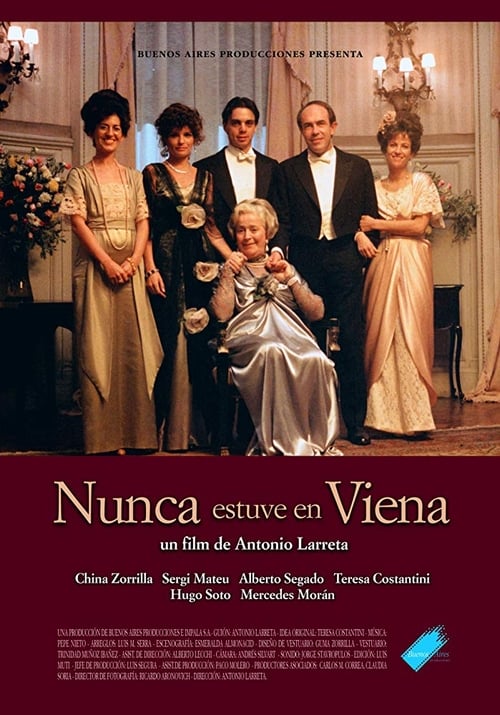 BUENOS AIRES PRODUCCIONES PRESENTA
Nunca estuve en Viena
un film de Antonio Larreta
China Zorrilla Sergi Mateu Alberto Segado Teresa Costantini
Hugo Soto Mercedes Morán
UNA PRODUCCIÓN DE BUENOS AIRES PRODUCCIONES E IMPALA S.A.- GUIÓN: ANTONIO LARRETA - IDEA ORIGINAL: TERESA COSTANTINI - MÚSICA:
PEPE NIETO - ARREGLOS: LUIS M. SERRA - ESCENOGRAFÍA: ESMERALDA ALMONACID - DISEÑO DE VESTUARIO: GUMA ZORRILLA - VESTUARIO:
TRINIDAD MUÑOZ IBAÑEZ - ASIST. DE DIRECCIÓN: ALBERTO LECCHI - CÁMARA: ANDRÉS SILVART - SONIDO: JORGE STAVROPULOS - EDICIÓN: LUIS
MUTI - JEFE DE PRODUCCIÓN: LUIS SEGURA - ASIST.DE PRODUCCIÓN: PACO MOLERO - PRODUCTORES ASOCIADOS: CARLOS M. CORREA, CLAUDIA
SORIA - DIRECTOR DE FOTOGRAFÍA: RICARDO ARONOVICH - DIRECCIÓN: ANTONIO LARRETA
Buenos Aires